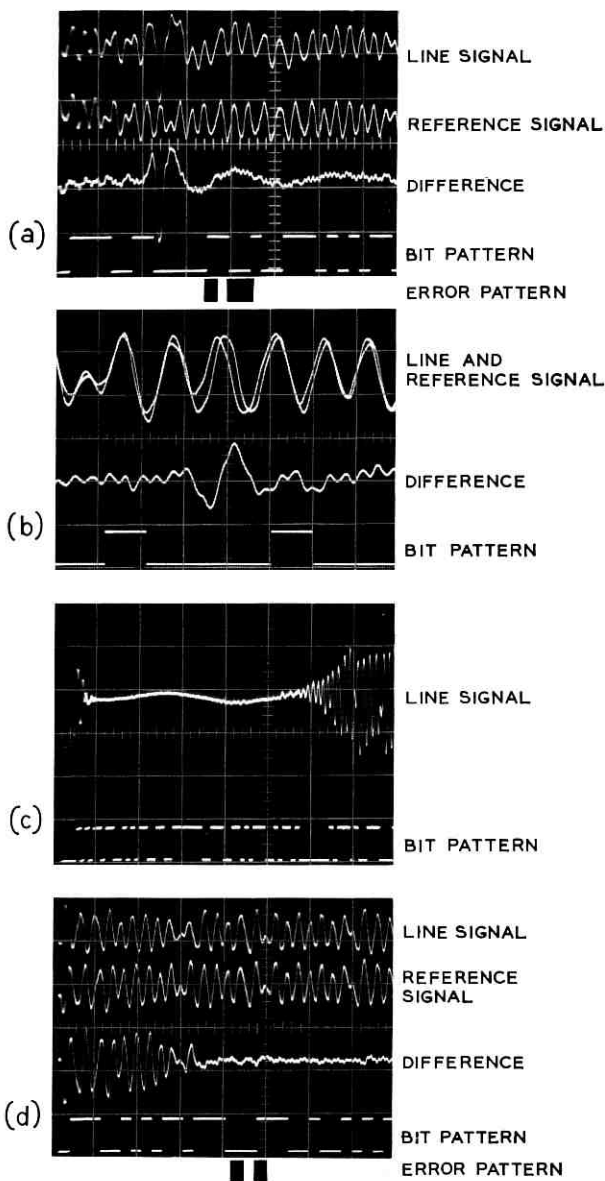 LINE SIGNAL
REFERENCE SIGNAL
DIFFERENCE
(a)
BIT PATTERN
ERROR PATTERN
LINE AND
REFERENCE SIGNAL
DIFFERENCE
(b)
BIT PATTERN
LINE SIGNAL
(c)
BIT PATTERN
LINE SIGNAL
REFERENCE
SIGNAL
DIFFERENCE
(d)
BIT PATTERN
ERROR PATTERN